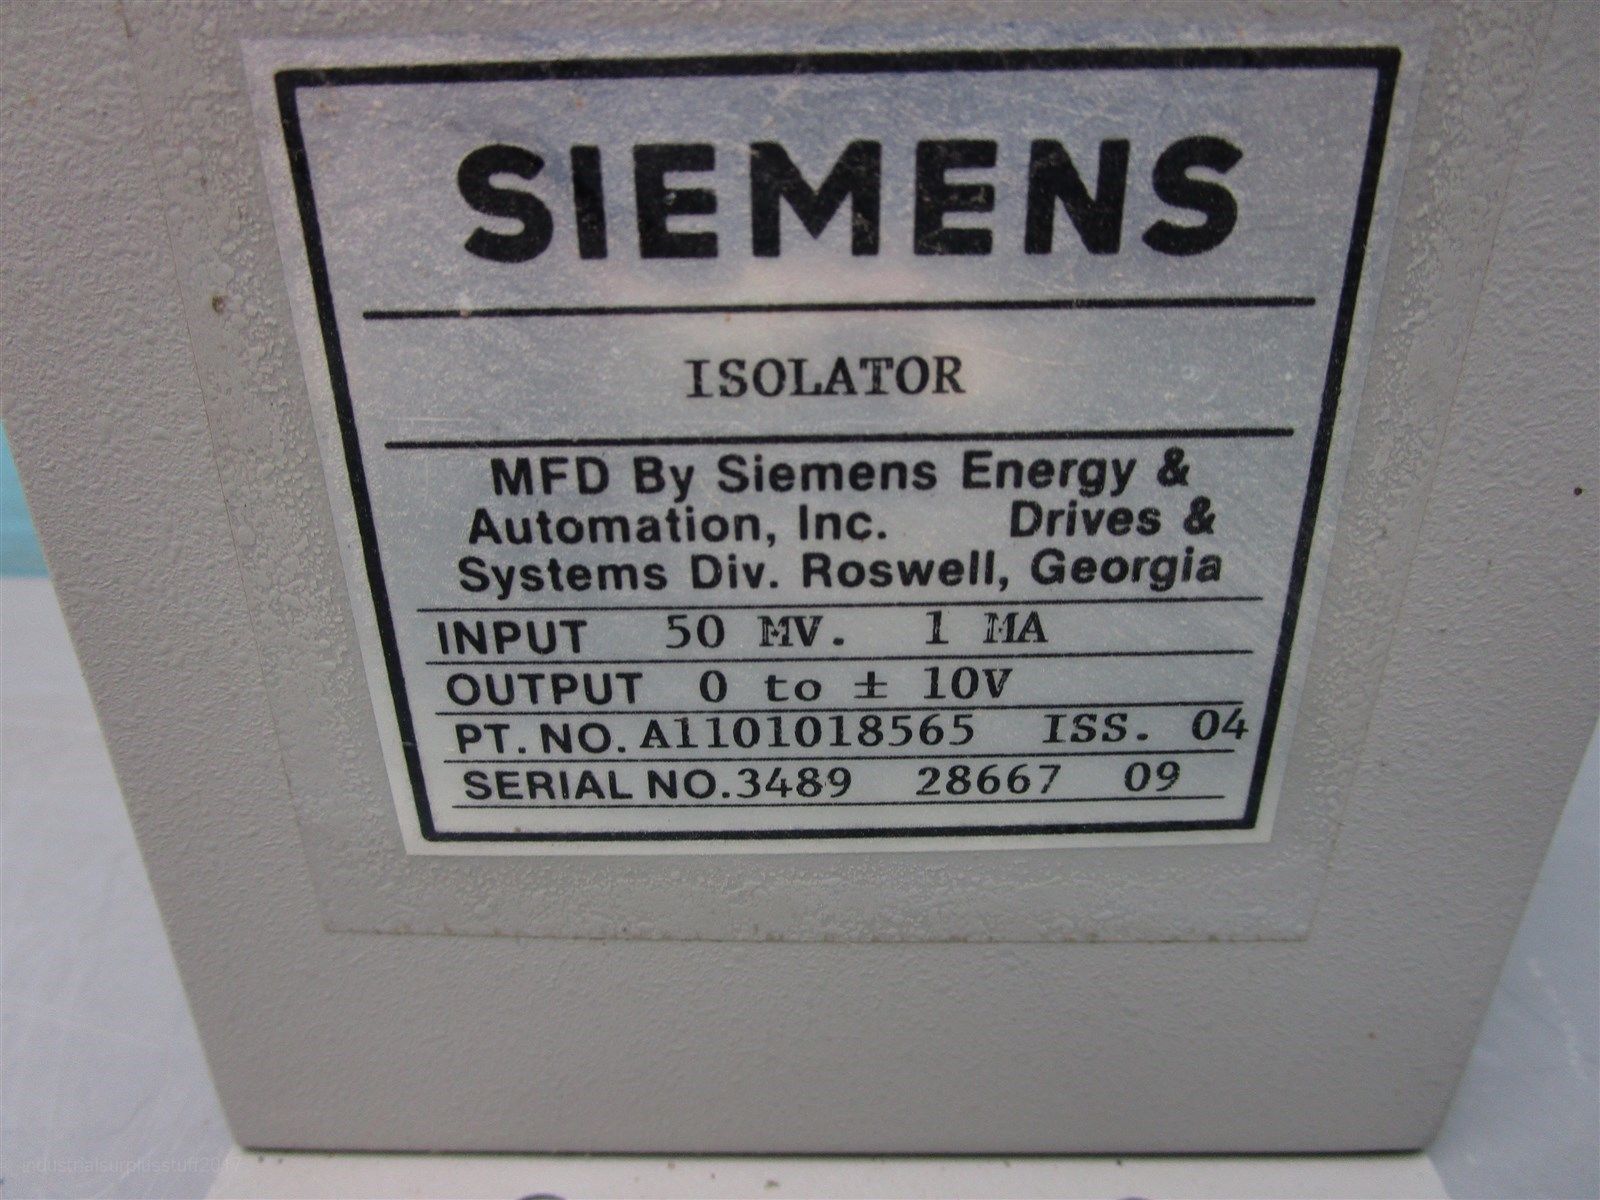 SIEMENS
ISOLATOR
MFD By Siemens Energy &
Automation, Inc. Drives &
Systems Div. Roswell, Georgia
INPUT 50 MV. 1 MA
OUTPUT 0 to ± 10V
PT. NO. A1101018565 ISS. 04
SERIAL NO. 3489 28667 09
industrialsurplusstuff2017